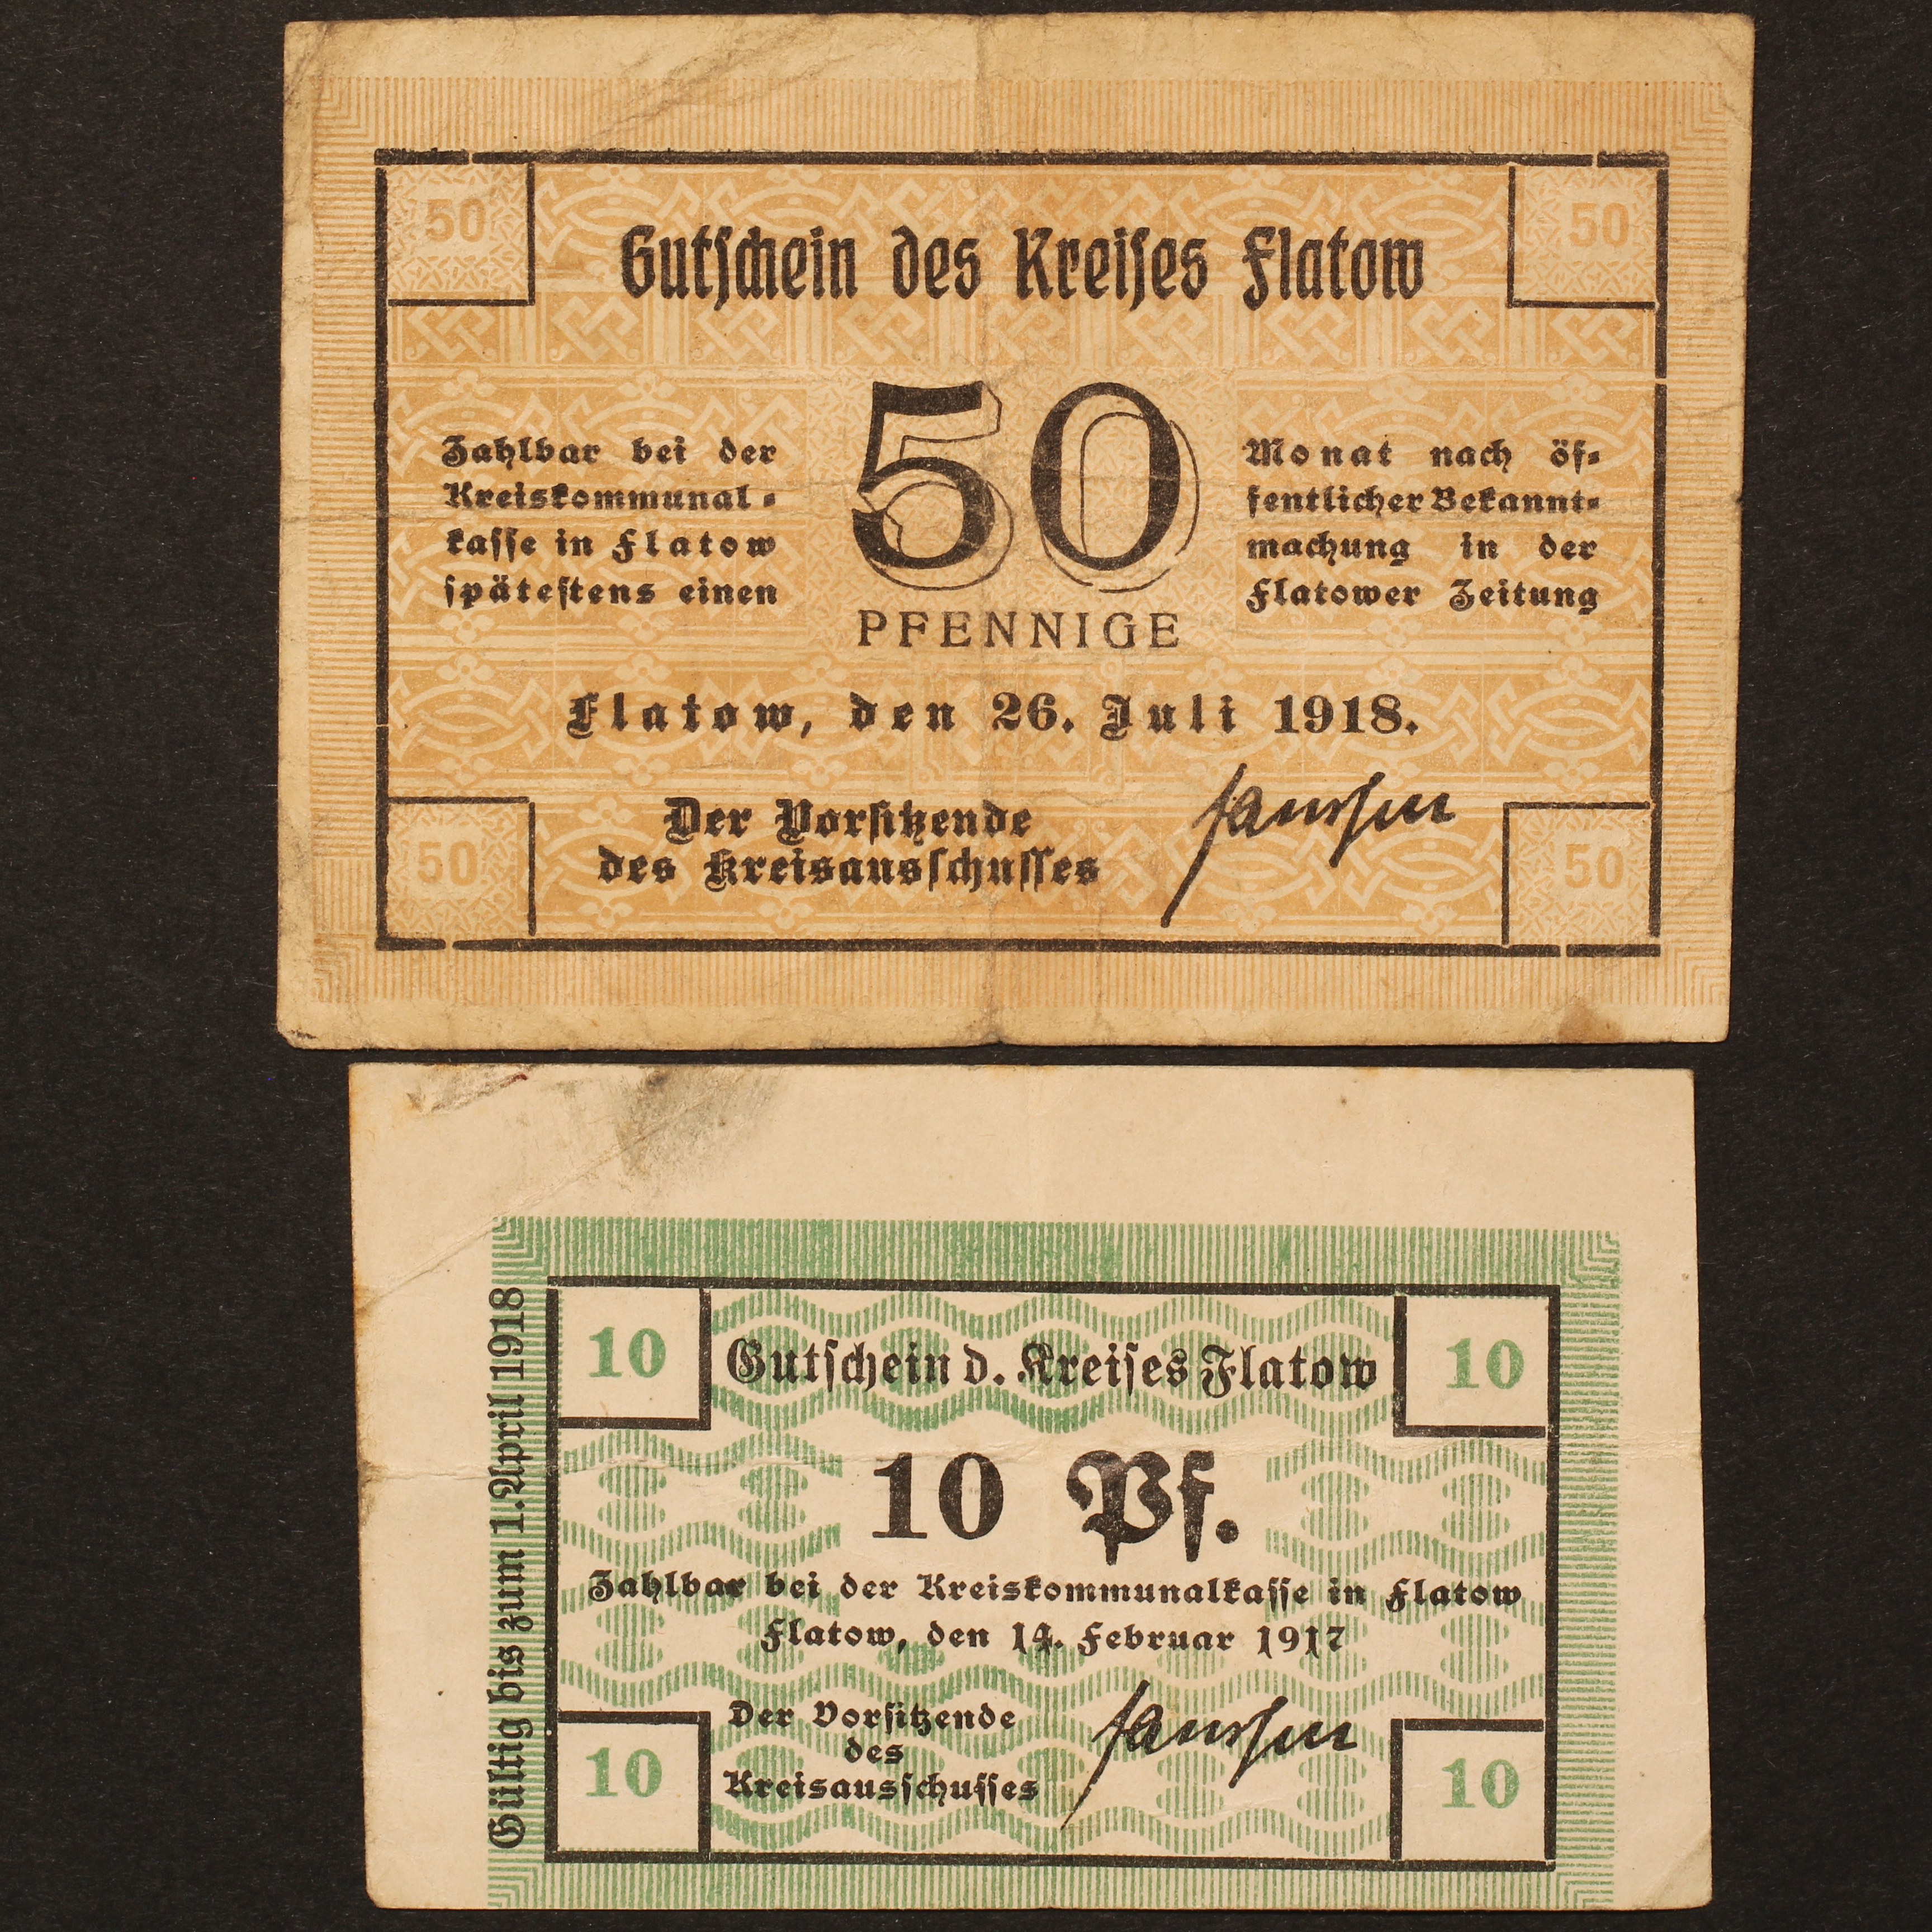 50
50
Gutschein des Kreises Flatow
Zahlbar bei der
Kreiskommunal-
kasse in Flatow
spätestens einen
50
PFENNIGE
Monat nach öf-
fentlicher Bekannt-
machung in der
Flatower Zeitung
Flatow, den 26. Juli 1918.
Der Vorsitzende
des Kreisausschusses
50
50
Gültig bis zum 1. April 1918
10
10
Gutschein d. Kreises Flatow
10 Pf.
Zahlbar bei der Kreiskommunalkasse in Flatow
Flatow, den 14. Februar 1917
Der Vorsitzende
des
Kreisausschusses
10
10